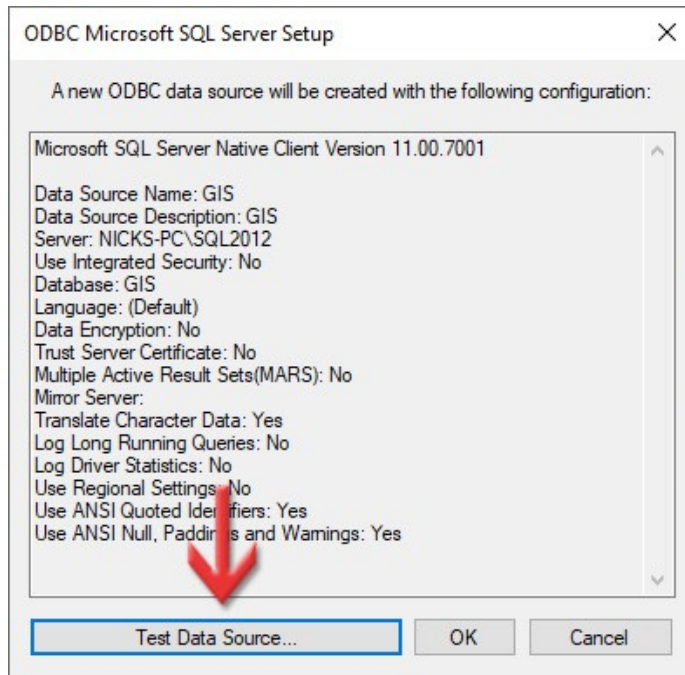 ODBC Microsoft SQL Server Setup
A new ODBC data source will be created with the following configuration:
Microsoft SQL Server Native Client Version 11.00.7001
Data Source Name: GIS
Data Source Description: GIS
Server: NICKS-PC\SQL2012
Use Integrated Security: No
Database: GIS
Language: (Default)
Data Encryption: No
Trust Server Certificate: No
Multiple Active Result Sets(MARS): No
Mirror Server:
Translate Character Data: Yes
Log Long Running Queries: No
Log Driver Statistics: No
Use Regional Settings: No
Use ANSI Quoted Identifiers: Yes
Use ANSI Null, Paddings and Warnings: Yes
Test Data Source...
OK
Cancel